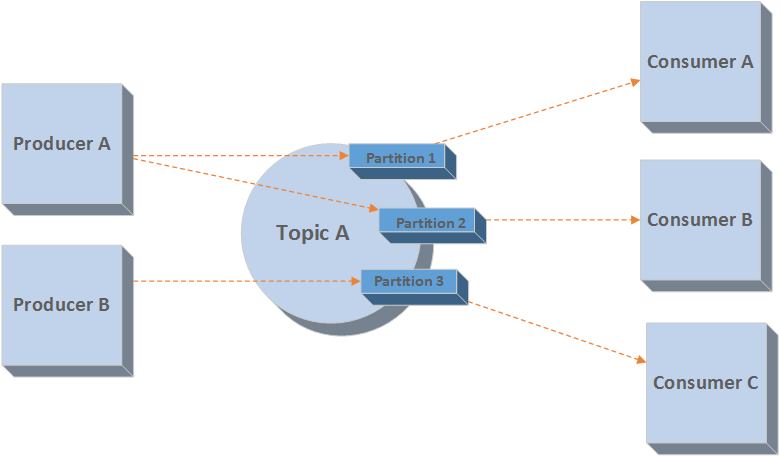 Producer A
Producer B
Topic A
Partition 1
Partition 2
Partition 3
Consumer A
Consumer B
Consumer C